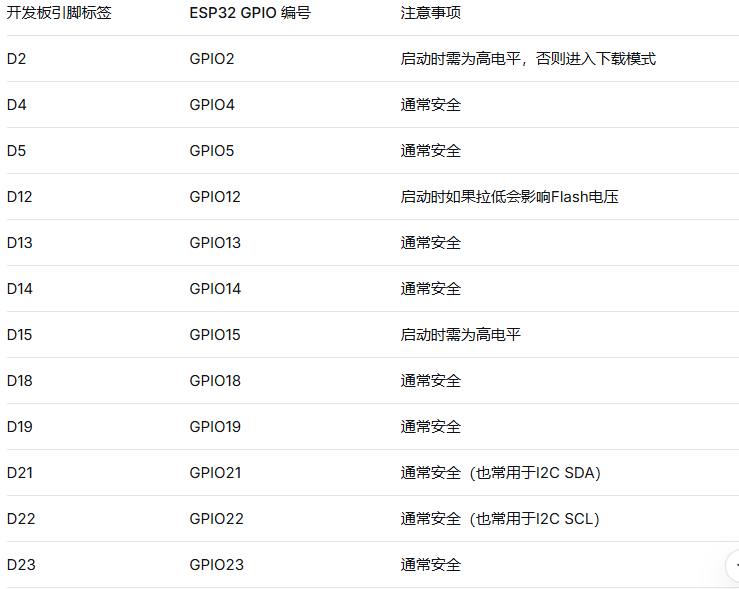 开发板引脚标签 ESP32 GPIO 编号 注意事项
D2 GPIO2 启动时需为高电平，否则进入下载模式
D4 GPIO4 通常安全
D5 GPIO5 通常安全
D12 GPIO12 启动时如果拉低会影响Flash电压
D13 GPIO13 通常安全
D14 GPIO14 通常安全
D15 GPIO15 启动时需为高电平
D18 GPIO18 通常安全
D19 GPIO19 通常安全
D21 GPIO21 通常安全（也常用于I2C SDA）
D22 GPIO22 通常安全（也常用于I2C SCL）
D23 GPIO23 通常安全